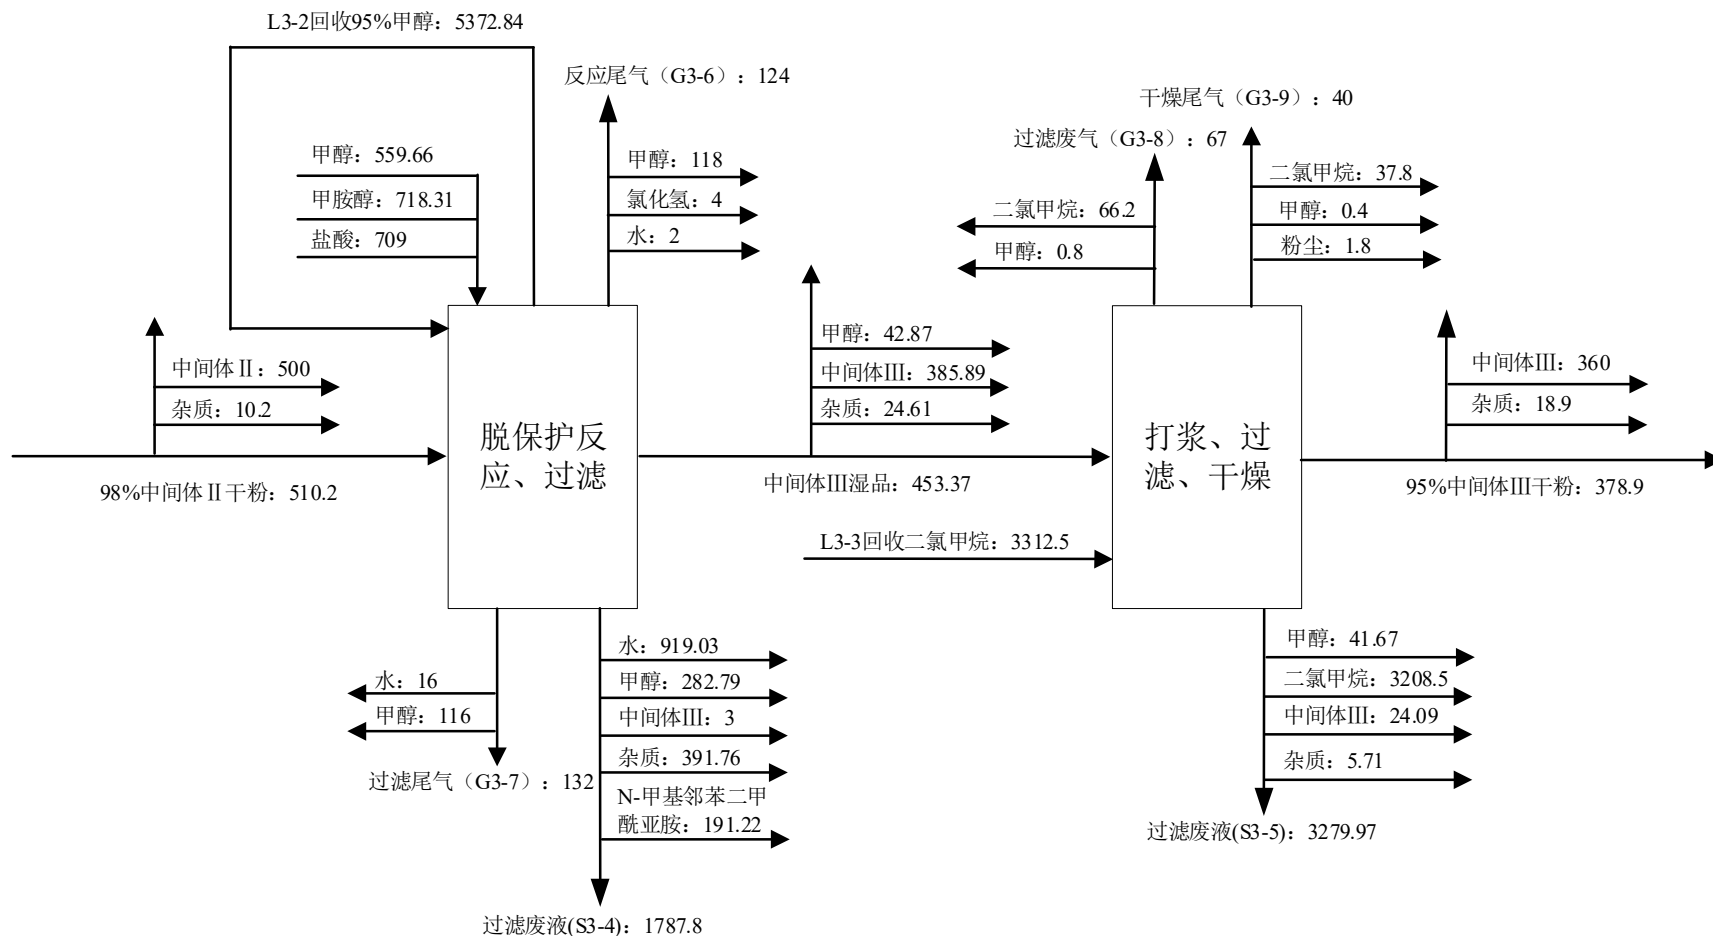 L3-2回收95%甲醇：5372.84
反应尾气（G3-6）：124
干燥尾气（G3-9）：40
过滤废气（G3-8）：67
甲醇：559.66
甲胺醇：718.31
盐酸：709
甲醇：118
氯化氢：4
水：2
二氯甲烷：66.2
甲醇：0.8
二氯甲烷：37.8
甲醇：0.4
粉尘：1.8
中间体Ⅱ：500
杂质：10.2
98%中间体Ⅱ干粉：510.2
脱保护反
应、过滤
甲醇：42.87
中间体Ⅲ：385.89
杂质：24.61
中间体Ⅲ湿品：453.37
L3-3回收二氯甲烷：3312.5
打浆、过
滤、干燥
中间体Ⅲ：360
杂质：18.9
95%中间体Ⅲ干粉：378.9
水：16
甲醇：116
过滤尾气（G3-7）：132
水：919.03
甲醇：282.79
中间体Ⅲ：3
杂质：391.76
N-甲基邻苯二甲
酰亚胺：191.22
过滤废液(S3-4)：1787.8
甲醇：41.67
二氯甲烷：3208.5
中间体Ⅲ：24.09
杂质：5.71
过滤废液(S3-5)：3279.97